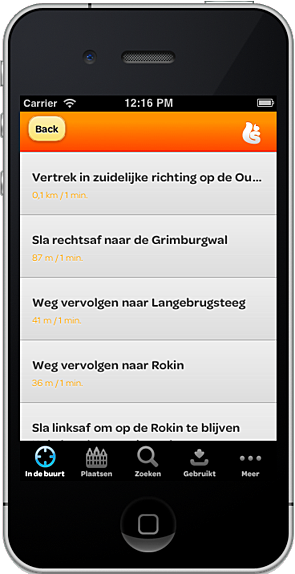 Carrier 12:16 PM
Back
Vertrek in zuidelijke richting op de Ou...
0,1 km / 1 min.
Sla rechtsaf naar de Grimburgwal
87 m / 1 min.
Weg vervolgen naar Langebrugsteeg
41 m / 1 min.
Weg vervolgen naar Rokin
36 m / 1 min.
Sla linksaf om op de Rokin te blijven
In de buurt Plaatsen Zoeken Gebruikt Meer